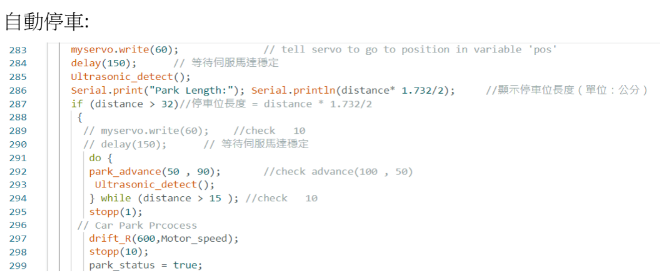 自動停車:
283 myservo.write(60); // tell servo to go to position in variable 'pos'
284 delay(150); // 等待伺服馬達穩定
285 Ultrasonic_detect();
286 Serial.print("Park Length:"); Serial.println(distance* 1.732/2); //顯示停車位長度 ( 單位 : 公分 )
287 if (distance > 32)//停車位長度 = distance * 1.732/2
288 {
289 // myservo.write(60); //check 10
290 // delay(150); // 等待伺服馬達穩定
291 do {
292 park_advance(50 , 90); //check advance(100 , 50)
293 Ultrasonic_detect();
294 } while (distance > 15 ); //check 10
295 stopp(1);
296 // Car Park Prcocess
297 drift_R(600,Motor_speed);
298 stopp(10);
299 park_status = true;